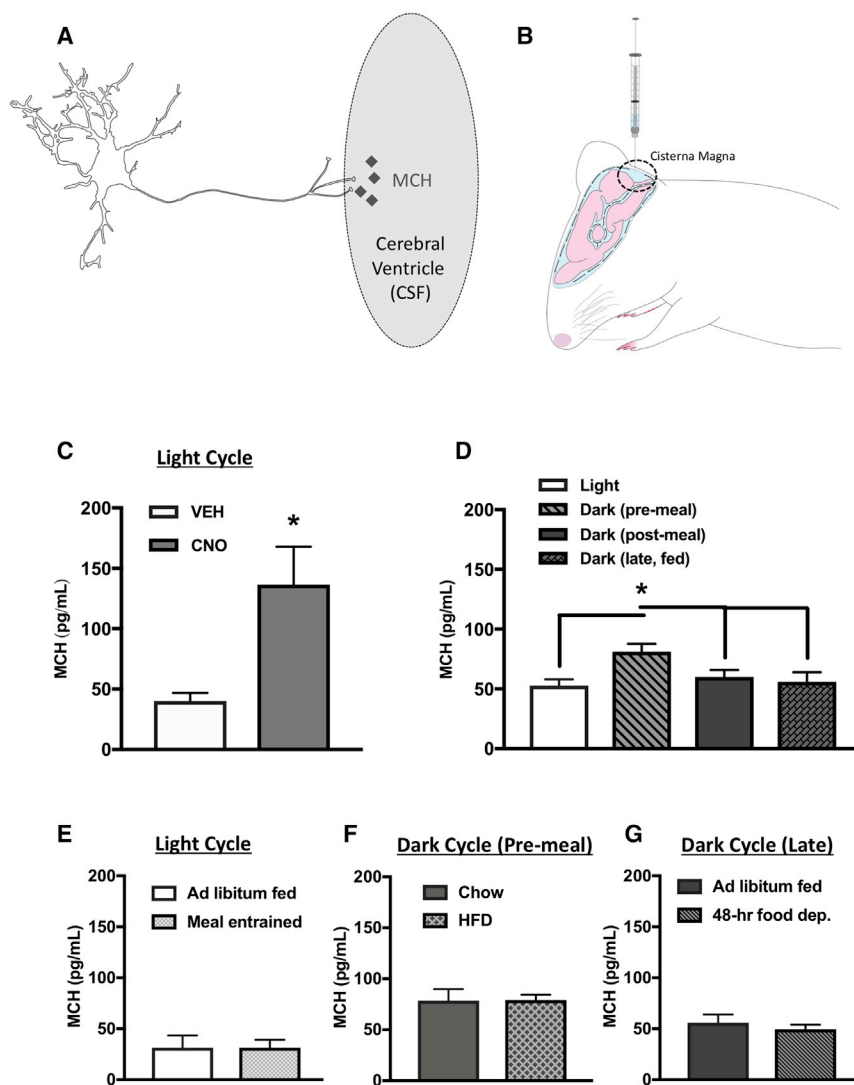 A
MCH
Cerebral
Ventricle
(CSF)
B
Cisterna Magna
C
Light Cycle
VEH
CNO
*
200
150
100
50
0
MCH (pg/mL)
D
Light
Dark (pre-meal)
Dark (post-meal)
Dark (late, fed)
*
200
150
100
50
0
MCH (pg/mL)
E
Light Cycle
Ad libitum fed
Meal entrained
200
150
100
50
0
MCH (pg/mL)
F
Dark Cycle (Pre-meal)
Chow
HFD
200
150
100
50
0
MCH (pg/mL)
G
Dark Cycle (Late)
Ad libitum fed
48-hr food dep.
200
150
100
50
0
MCH (pg/mL)